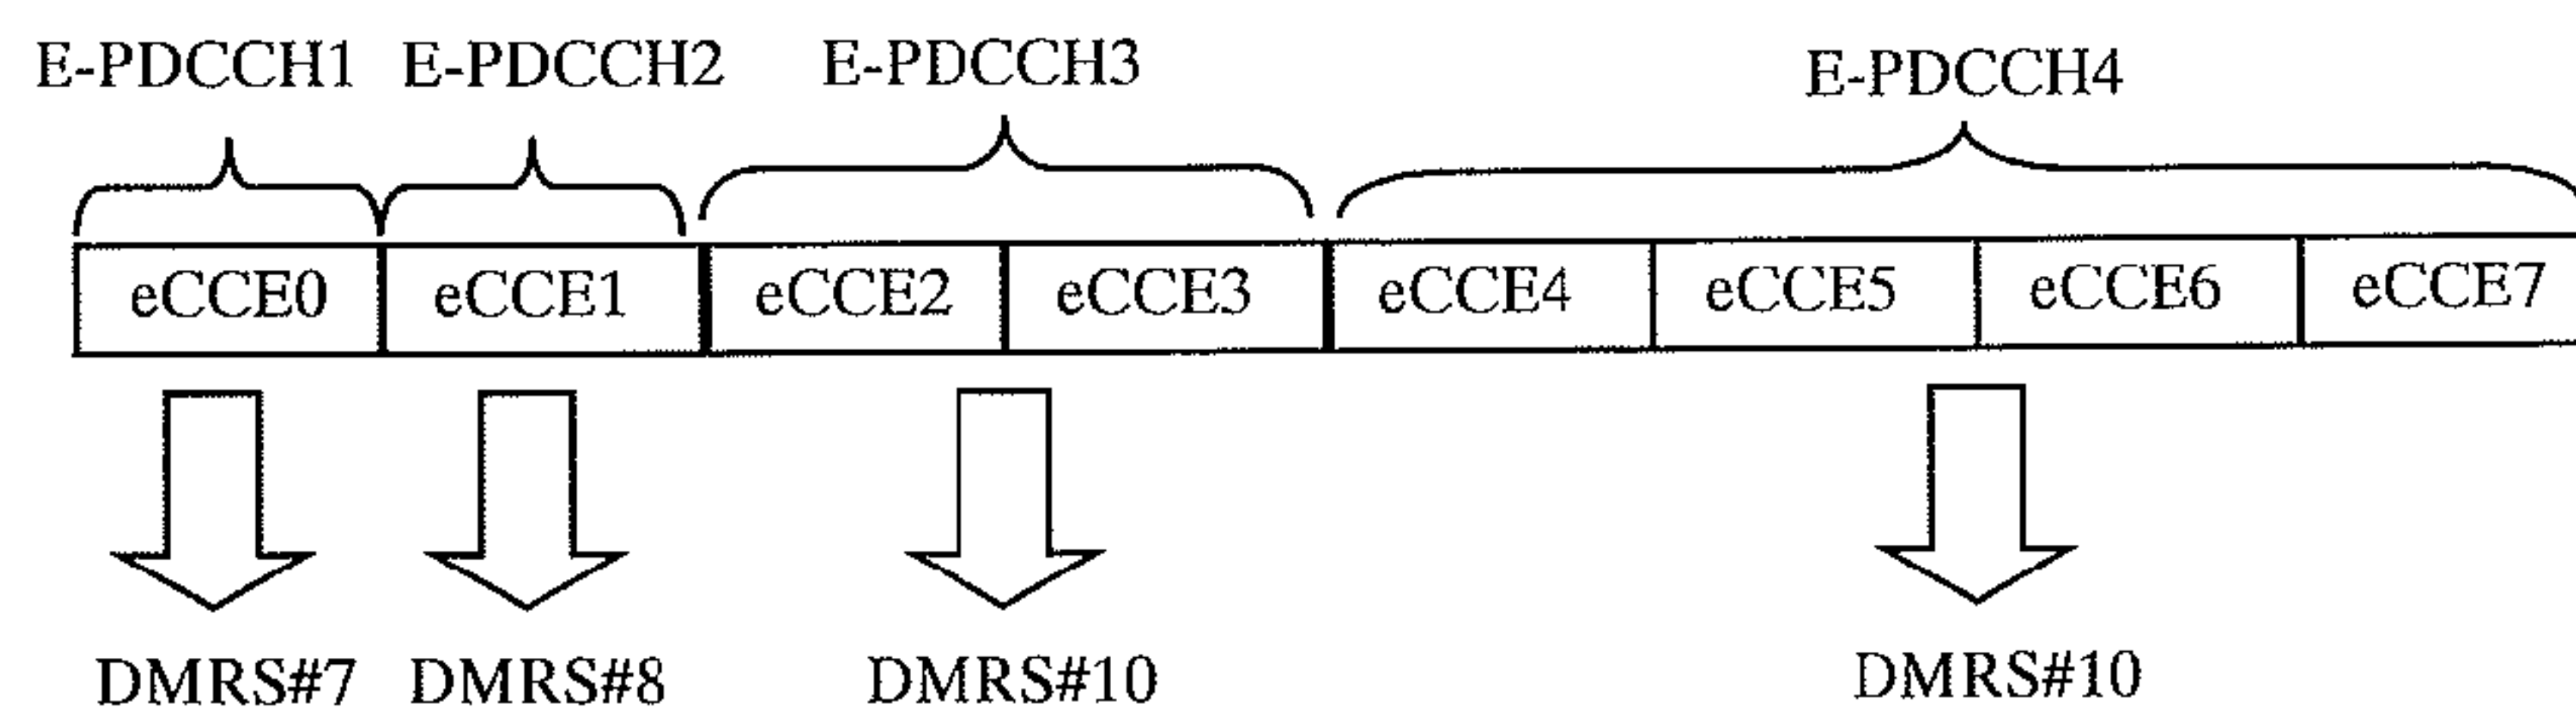 E-PDCCH1 E-PDCCH2 E-PDCCH3 E-PDCCH4
eCCE0 eCCE1 eCCE2 eCCE3 eCCE4 eCCE5 eCCE6 eCCE7
DMRS#7 DMRS#8 DMRS#10 DMRS#10